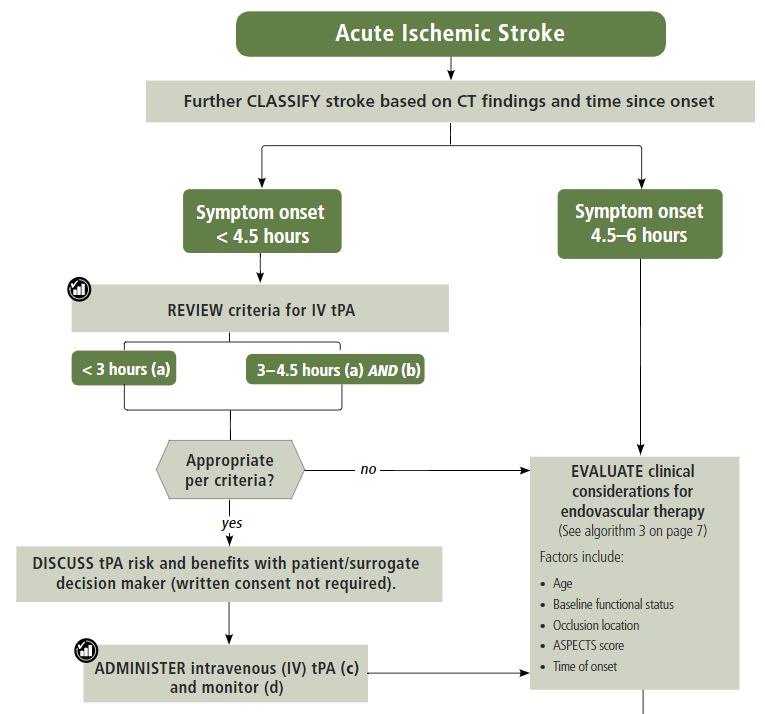 Acute Ischemic Stroke
Further CLASSIFY stroke based on CT findings and time since onset
Symptom onset
< 4.5 hours
Symptom onset
4.5–6 hours
REVIEW criteria for IV tPA
< 3 hours (a)
3–4.5 hours (a) AND (b)
Appropriate
per criteria?
no
yes
DISCUSS tPA risk and benefits with patient/surrogate
decision maker (written consent not required).
ADMINISTER intravenous (IV) tPA (c)
and monitor (d)
EVALUATE clinical
considerations for
endovascular therapy
(See algorithm 3 on page 7)
Factors include:
• Age
• Baseline functional status
• Occlusion location
• ASPECTS score
• Time of onset